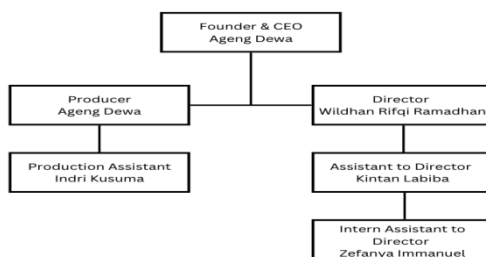 Founder & CEO
Ageng Dewa
Producer
Ageng Dewa
Director
Wildhan Rifqi Ramadhan
Production Assistant
Indri Kusuma
Assistant to Director
Kintan Labiba
Intern Assistant to
Director
Zefanya Immanuel